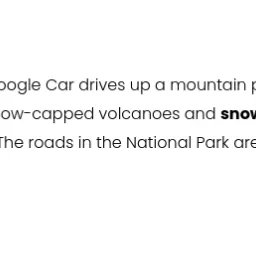 oogle Car drives up a mountain p
ow-capped volcanoes and snow
The roads in the National Park are